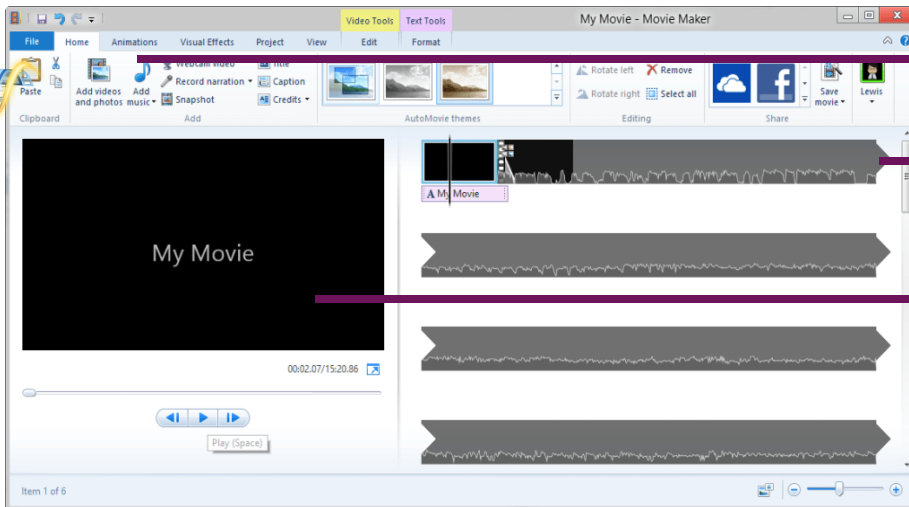 Video Tools Text Tools My Movie - Movie Maker
File Home Animations Visual Effects Project View Edit Format
Paste
Add videos and photos
Add music
Webcam video
Record narration
Snapshot
Title
Caption
Credits
Rotate left
Rotate right
Remove
Select all
Save movie
Lewis
Clipboard Add AutoMovie themes Editing Share
A My Movie
My Movie
00:02.07/15:20.86
Play (Space)
Item 1 of 6